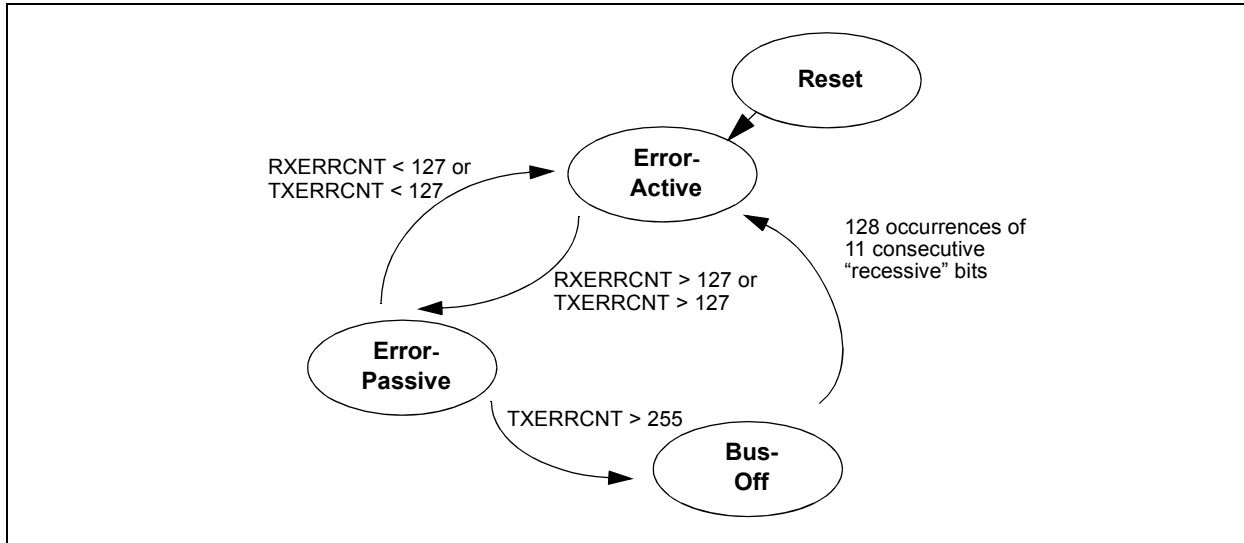 Reset
Error-
Active
RXERRCNT < 127 or
TXERRCNT < 127
128 occurrences of
11 consecutive
“recessive” bits
RXERRCNT > 127 or
TXERRCNT > 127
Error-
Passive
TXERRCNT > 255
Bus-
Off